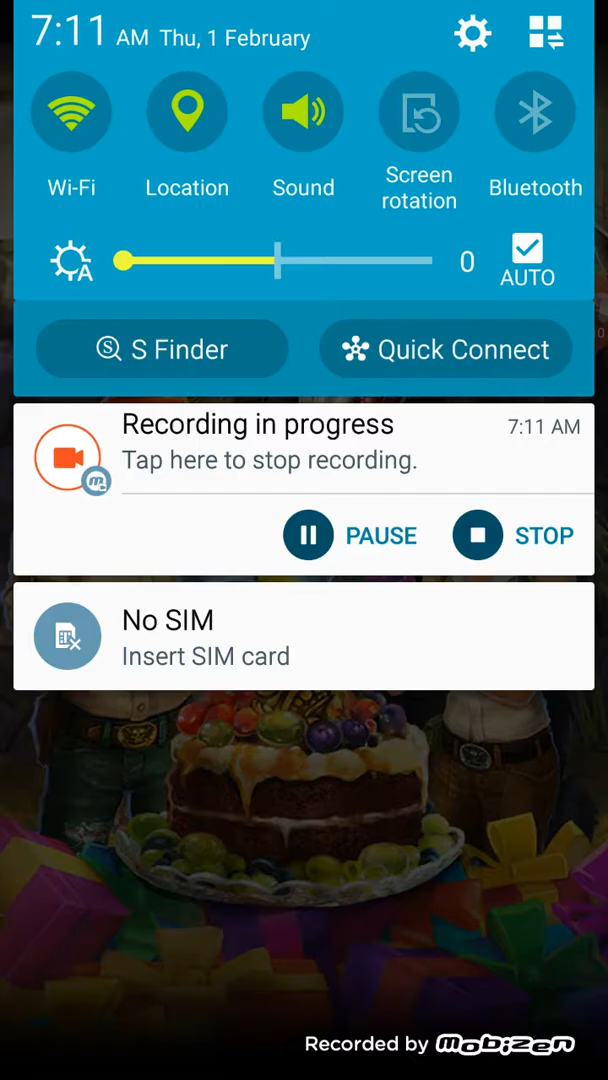 7:11 AM Thu, 1 February
Wi-Fi
Location
Sound
Screen
rotation
Bluetooth
A
0
AUTO
S Finder
Quick Connect
Recording in progress
7:11 AM
Tap here to stop recording.
PAUSE
STOP
No SIM
Insert SIM card
Recorded by mobizen